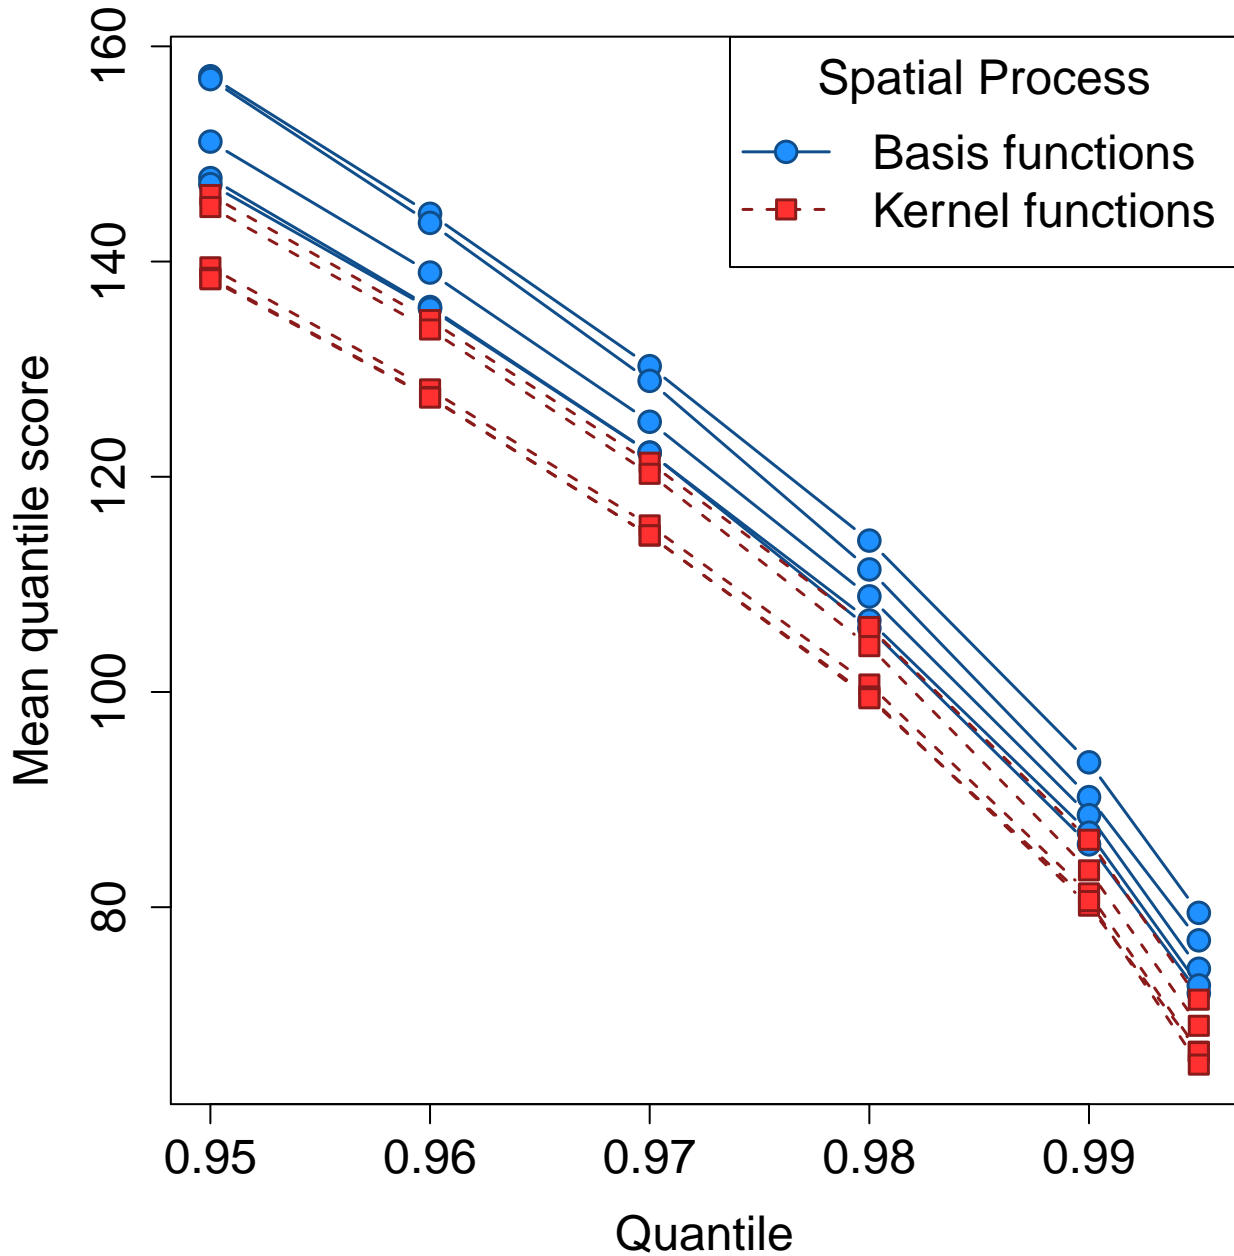 Spatial Process
Basis functions
Kernel functions
Mean quantile score
160
140
120
100
80
0.95 0.96 0.97 0.98 0.99
Quantile